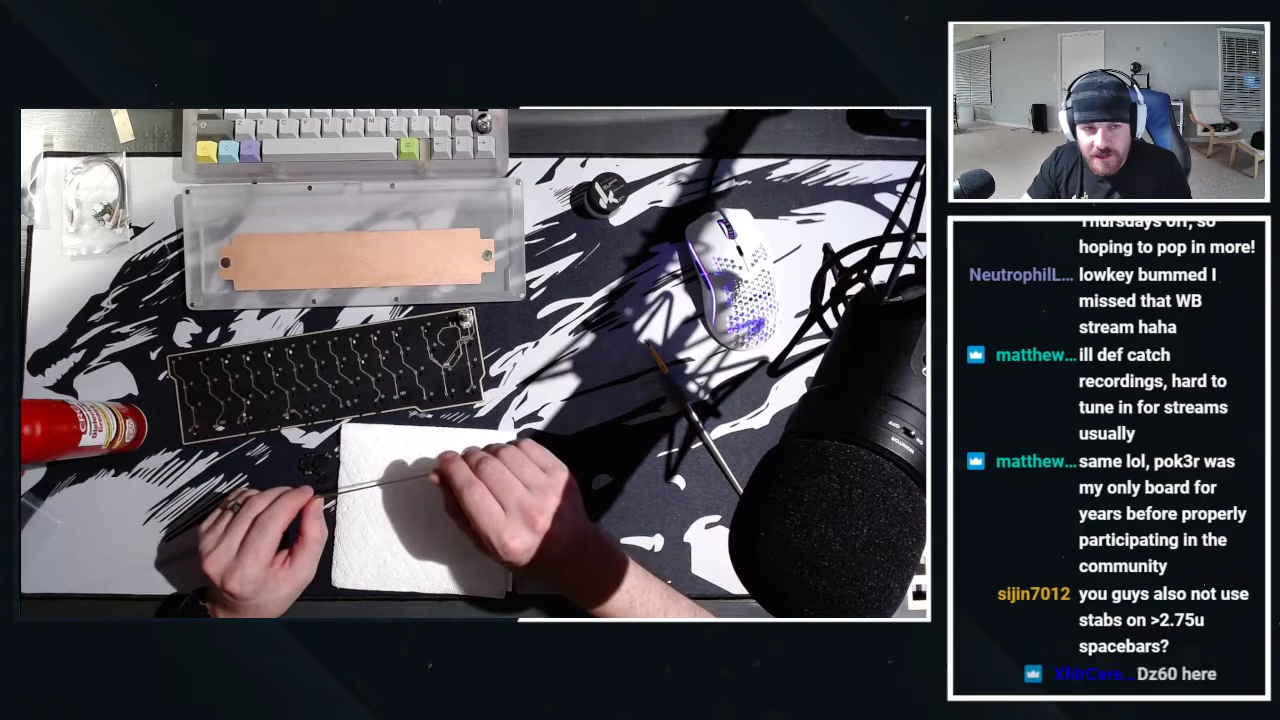 Thursdays off, so
hoping to pop in more!
NeutrophilL... lowkey bummed I
missed that WB
stream haha
matthew... ill def catch
recordings, hard to
tune in for streams
usually
matthew... same lol, pok3r was
my only board for
years before properly
participating in the
community
sijin7012 you guys also not use
stabs on >2.75u
spacebars?
XMrCere... Dz60 here
MONITOR